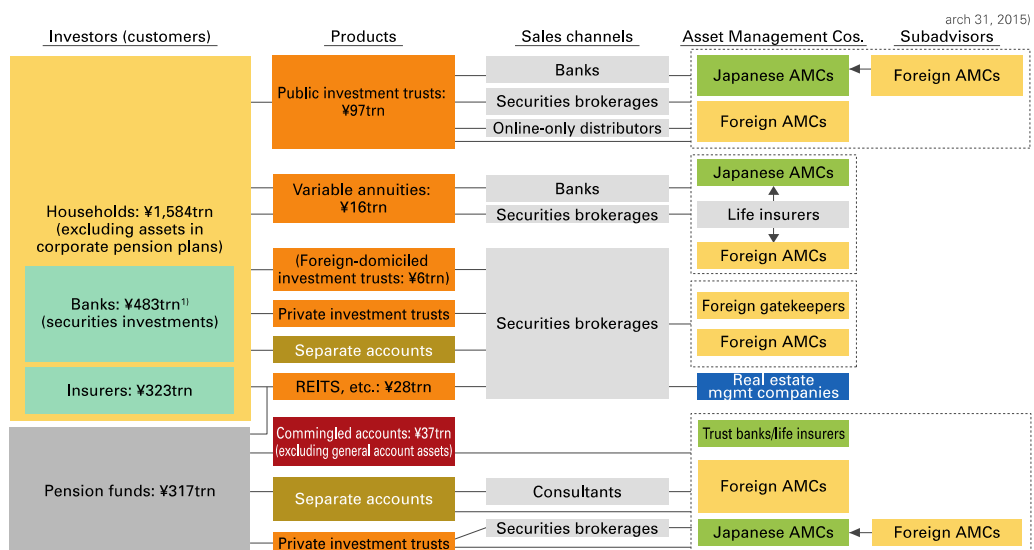 arch 31, 2015)
Investors (customers)
Products
Sales channels
Asset Management Cos.
Subadvisors
Households: ¥1,584trn
(excluding assets in
corporate pension plans)
Banks: ¥483trn1)
(securities investments)
Insurers: ¥323trn
Pension funds: ¥317trn
Public investment trusts:
¥97trn
Variable annuities:
¥16trn
(Foreign-domiciled
investment trusts: ¥6trn)
Private investment trusts
Separate accounts
REITS, etc.: ¥28trn
Commingled accounts: ¥37trn
(excluding general account assets)
Separate accounts
Private investment trusts
Banks
Securities brokerages
Online-only distributors
Banks
Securities brokerages
Securities brokerages
Consultants
Securities brokerages
Japanese AMCs
Foreign AMCs
Japanese AMCs
Life insurers
Foreign AMCs
Foreign gatekeepers
Foreign AMCs
Real estate
mgmt companies
Trust banks/life insurers
Foreign AMCs
Japanese AMCs
Foreign AMCs
Foreign AMCs